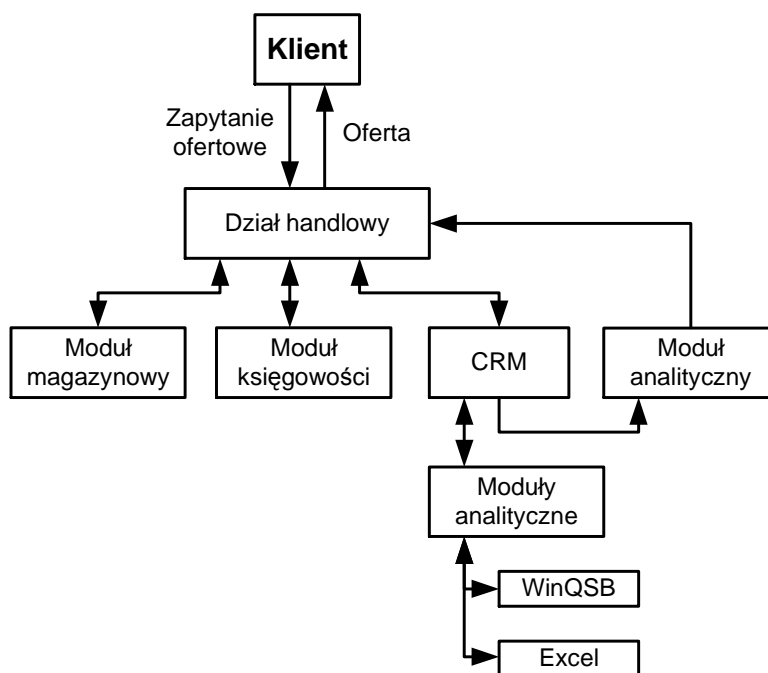 Klient
Zapytanie
ofertowe
Oferta
Dział handlowy
Moduł
magazynowy
Moduł
księgowości
CRM
Moduł
analityczny
Moduły
analityczne
WinQSB
Excel